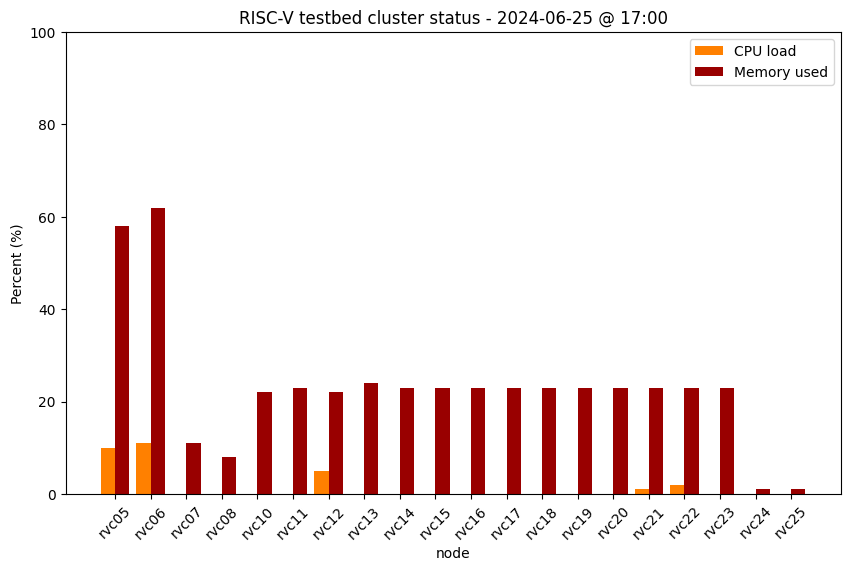 RISC-V testbed cluster status - 2024-06-25 @ 17:00
CPU load
Memory used
Percent (%)
100
80
60
40
20
0
rvc05
rvc06
rvc07
rvc08
rvc10
rvc11
rvc12
rvc13
rvc14
rvc15
rvc16
rvc17
rvc18
rvc19
rvc20
rvc21
rvc22
rvc23
rvc24
rvc25
node